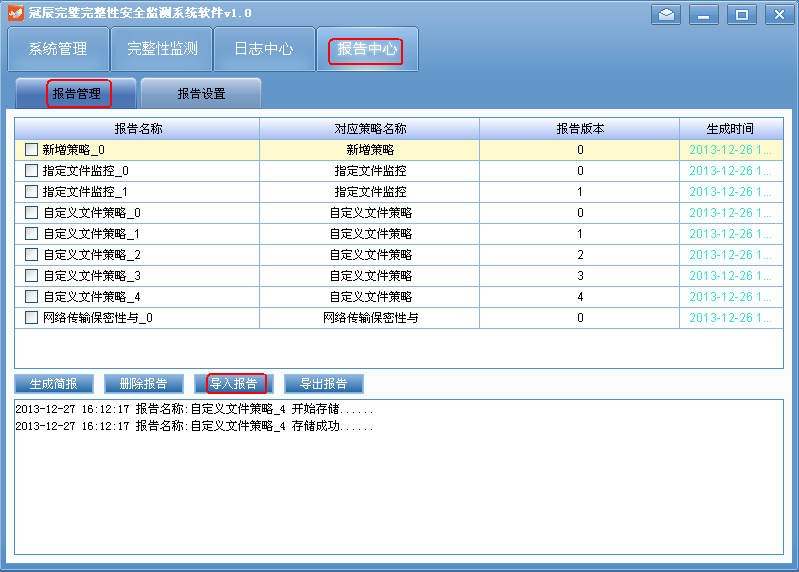 冠辰完璧完整性安全监测系统软件v1.0
系统管理 完整性监测 日志中心 报告中心
报告管理 报告设置
报告名称 对应策略名称 报告版本 生成时间
新增策略_0 新增策略 0 2013-12-26 1...
指定文件监控_0 指定文件监控 0 2013-12-26 1...
指定文件监控_1 指定文件监控 1 2013-12-26 1...
自定义文件策略_0 自定义文件策略 0 2013-12-26 1...
自定义文件策略_1 自定义文件策略 1 2013-12-26 1...
自定义文件策略_2 自定义文件策略 2 2013-12-26 1...
自定义文件策略_3 自定义文件策略 3 2013-12-26 1...
自定义文件策略_4 自定义文件策略 4 2013-12-26 1...
网络传输保密性与_0 网络传输保密性与 0 2013-12-26 1...
生成简报 删除报告 导入报告 导出报告
2013-12-27 16:12:17 报告名称:自定义文件策略_4 开始存储......
2013-12-27 16:12:17 报告名称:自定义文件策略_4 存储成功......